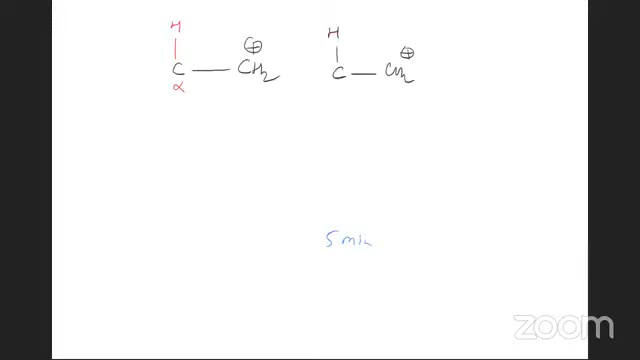 H H
⊕ ⊕
C — CH₂ C — CH₂
α
5 min
zoom